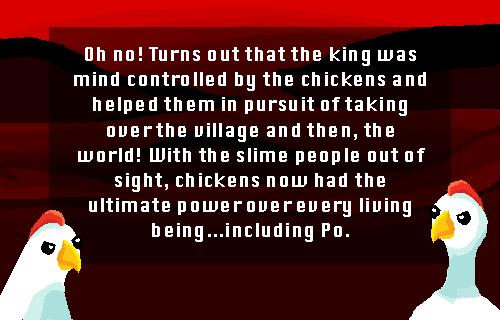 Oh no! Turns out that the king was
mind controlled by the chickens and
helped them in pursuit of taking
over the village and then, the
world! With the slime people out of
sight, chickens now had the
ultimate power over every living
being...including Po.